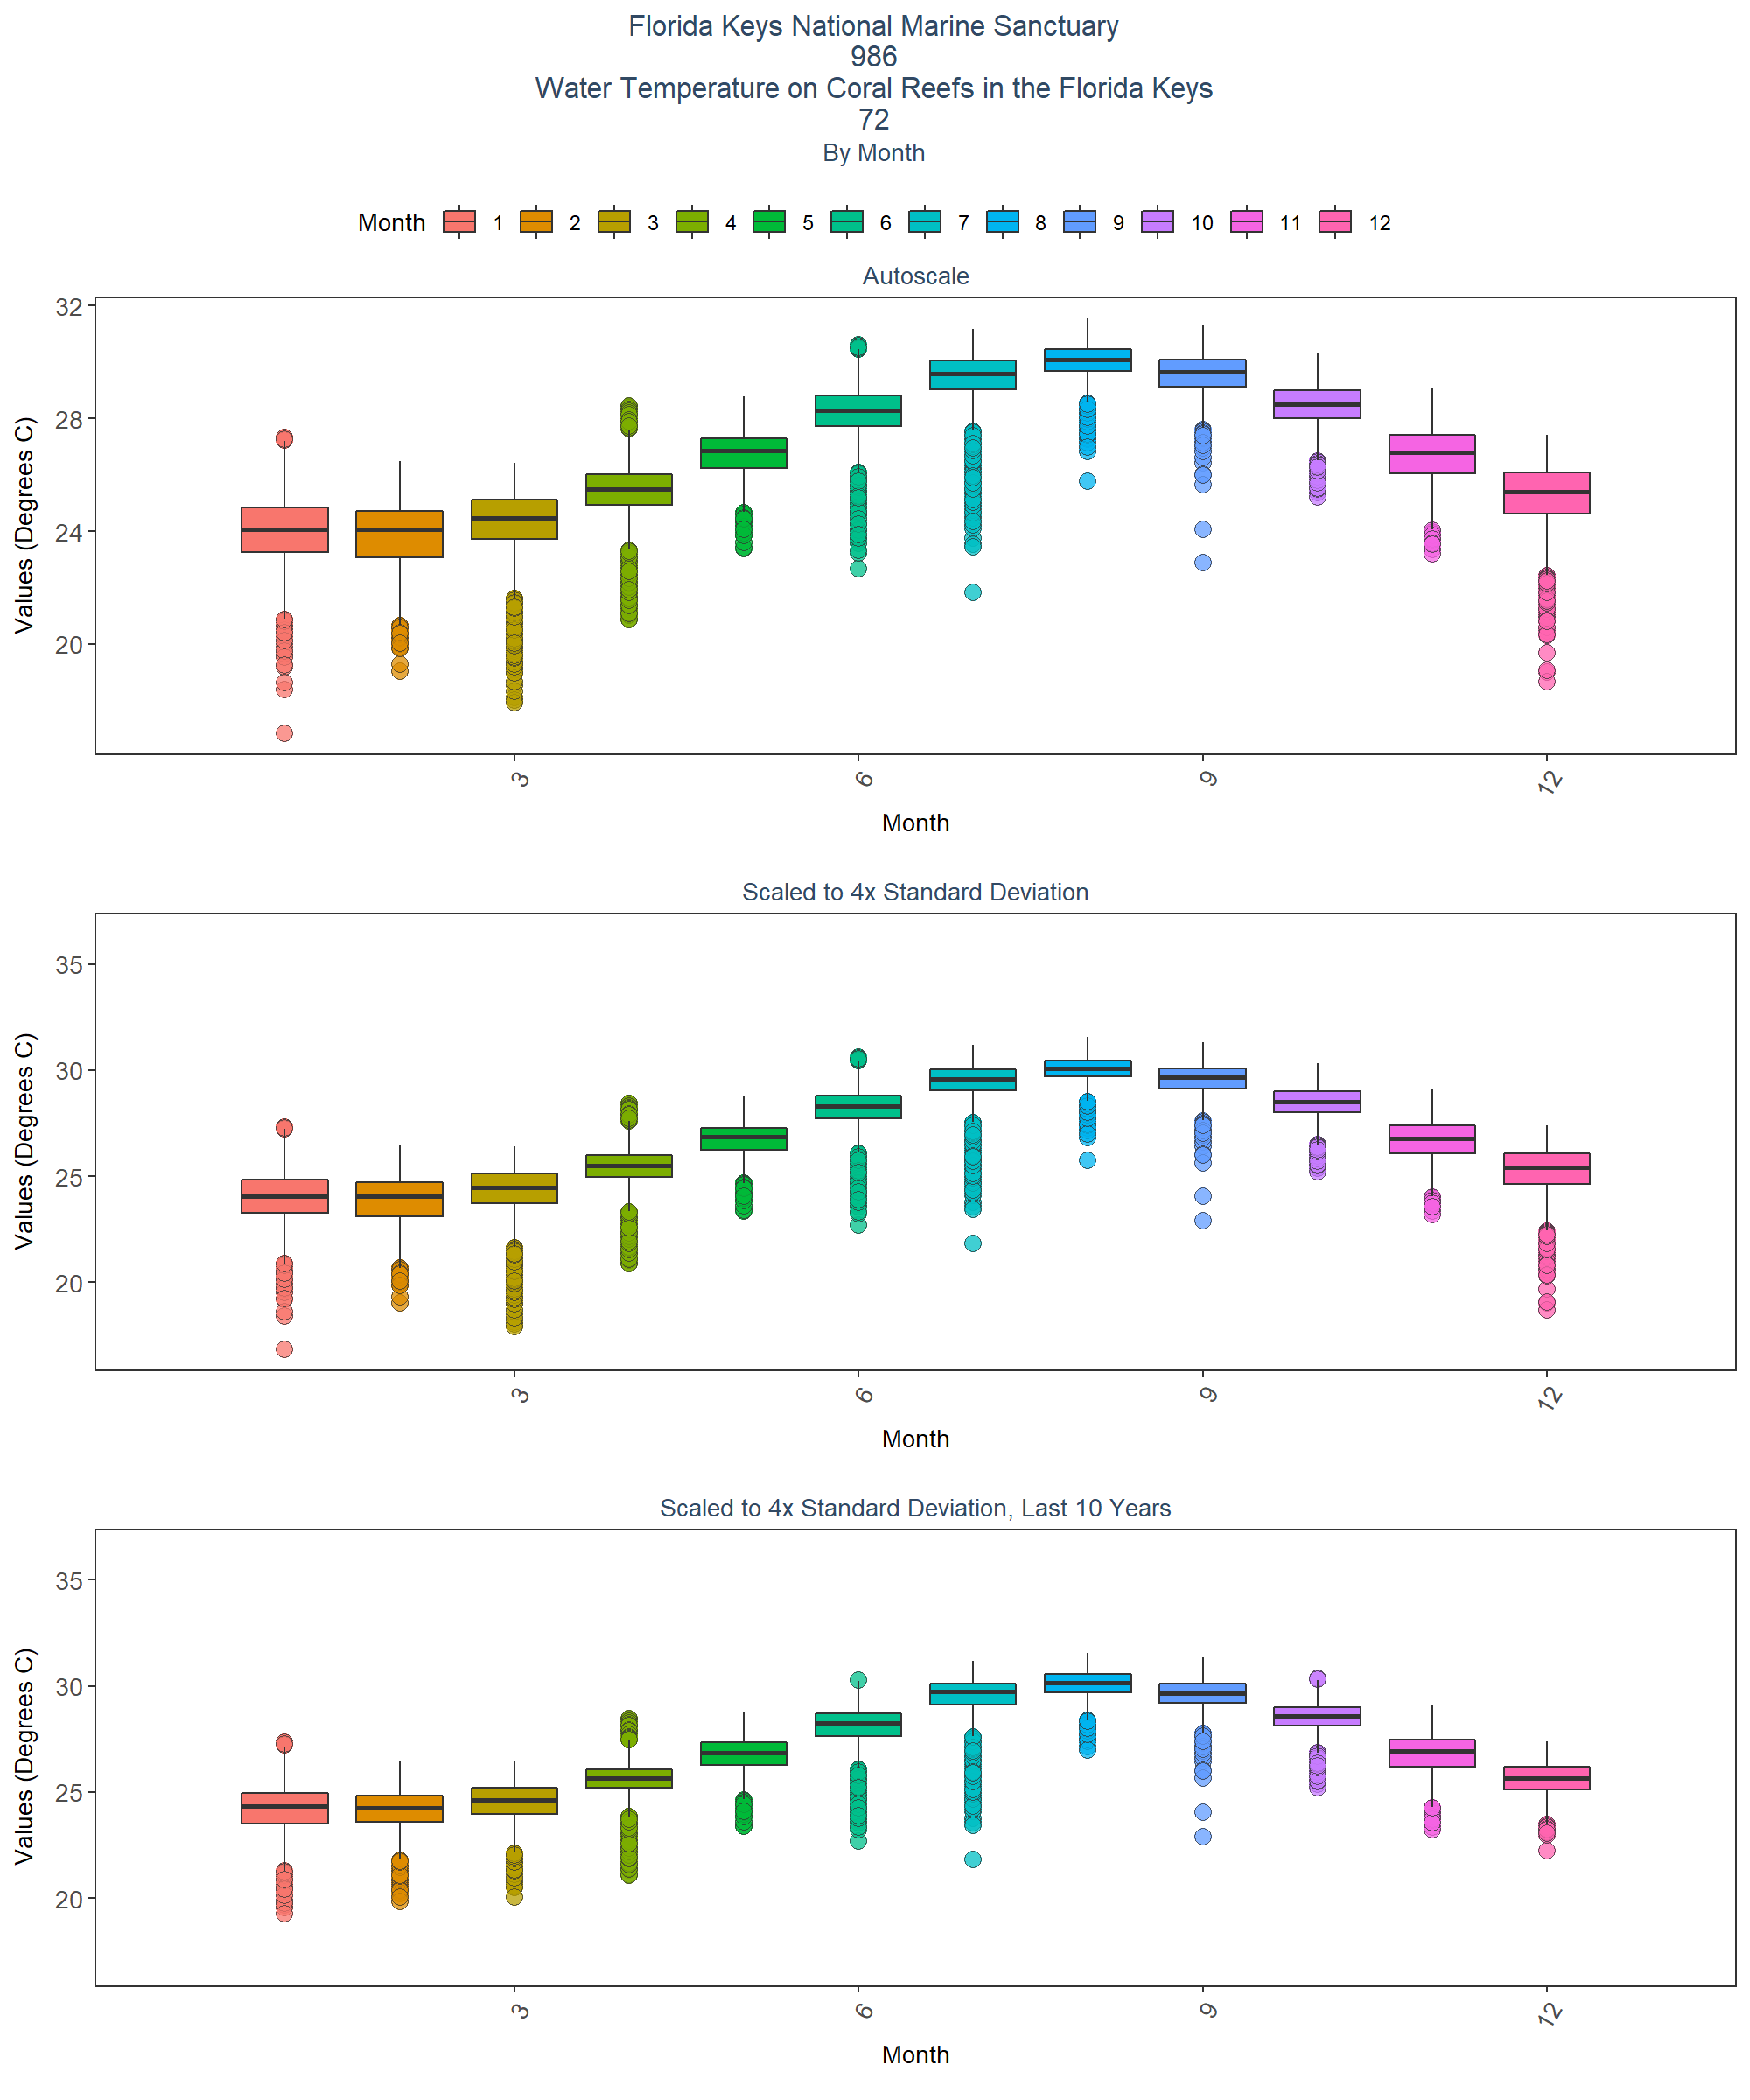 Florida Keys National Marine Sanctuary
986
Water Temperature on Coral Reefs in the Florida Keys
72
By Month
Month 1 2 3 4 5 6 7 8 9 10 11 12
Autoscale
Values (Degrees C)
32
28
24
20
3 6 9 12
Month
Scaled to 4x Standard Deviation
Values (Degrees C)
35
30
25
20
3 6 9 12
Month
Scaled to 4x Standard Deviation, Last 10 Years
Values (Degrees C)
35
30
25
20
3 6 9 12
Month